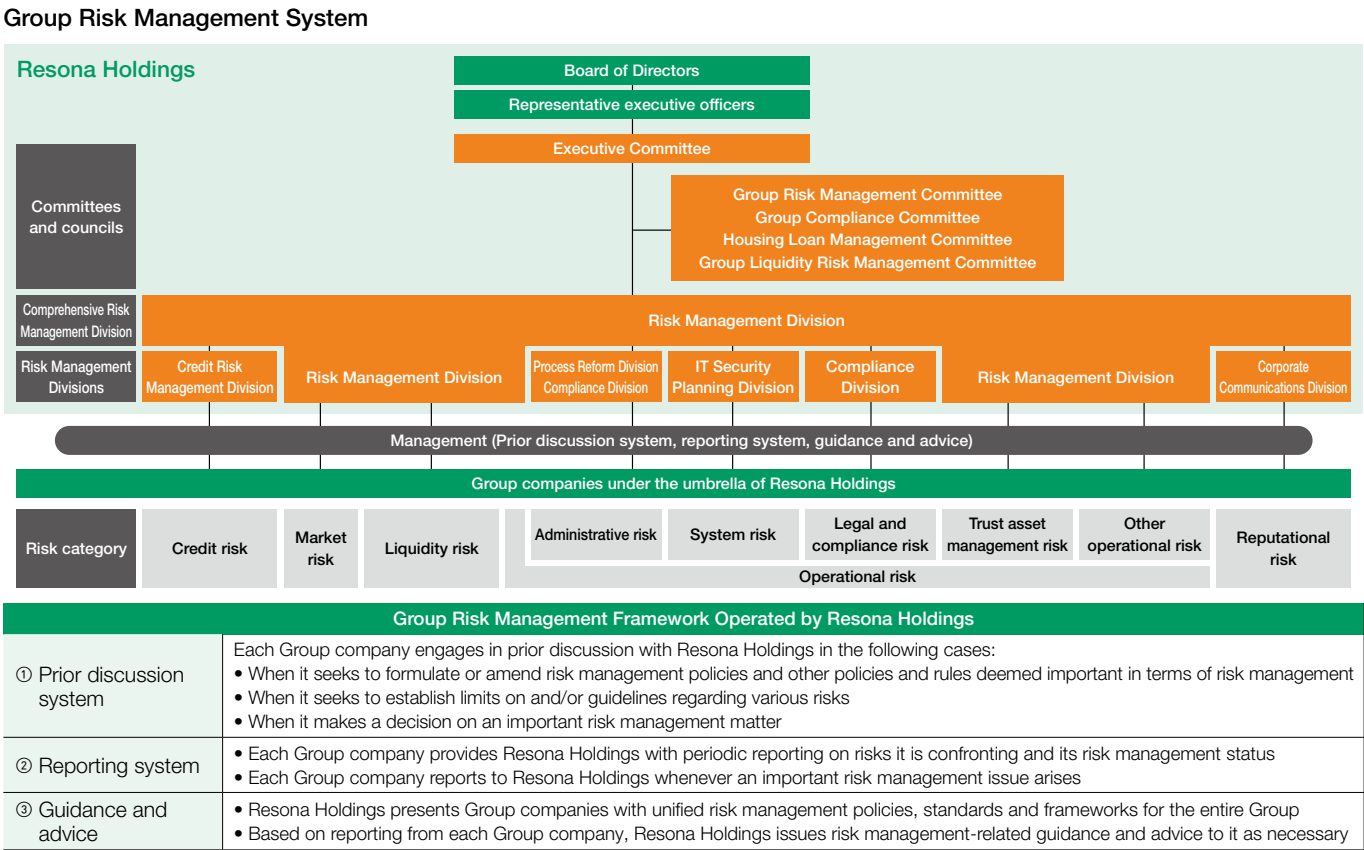 Group Risk Management System
Resona Holdings
Board of Directors
Representative executive officers
Executive Committee
Committees
and councils
Group Risk Management Committee
Group Compliance Committee
Housing Loan Management Committee
Group Liquidity Risk Management Committee
Comprehensive Risk
Management Division
Risk Management Division
Risk Management
Divisions
Credit Risk
Management Division
Risk Management Division
Process Reform Division
Compliance Division
IT Security
Planning Division
Compliance
Division
Risk Management Division
Corporate
Communications Division
Management (Prior discussion system, reporting system, guidance and advice)
Group companies under the umbrella of Resona Holdings
Risk category
Credit risk
Market
risk
Liquidity risk
Administrative risk
System risk
Legal and
compliance risk
Trust asset
management risk
Other
operational risk
Operational risk
Reputational
risk
Group Risk Management Framework Operated by Resona Holdings
① Prior discussion
system
Each Group company engages in prior discussion with Resona Holdings in the following cases:
• When it seeks to formulate or amend risk management policies and other policies and rules deemed important in terms of risk management
• When it seeks to establish limits on and/or guidelines regarding various risks
• When it makes a decision on an important risk management matter
② Reporting system
• Each Group company provides Resona Holdings with periodic reporting on risks it is confronting and its risk management status
• Each Group company reports to Resona Holdings whenever an important risk management issue arises
③ Guidance and
advice
• Resona Holdings presents Group companies with unified risk management policies, standards and frameworks for the entire Group
• Based on reporting from each Group company, Resona Holdings issues risk management-related guidance and advice to it as necessary